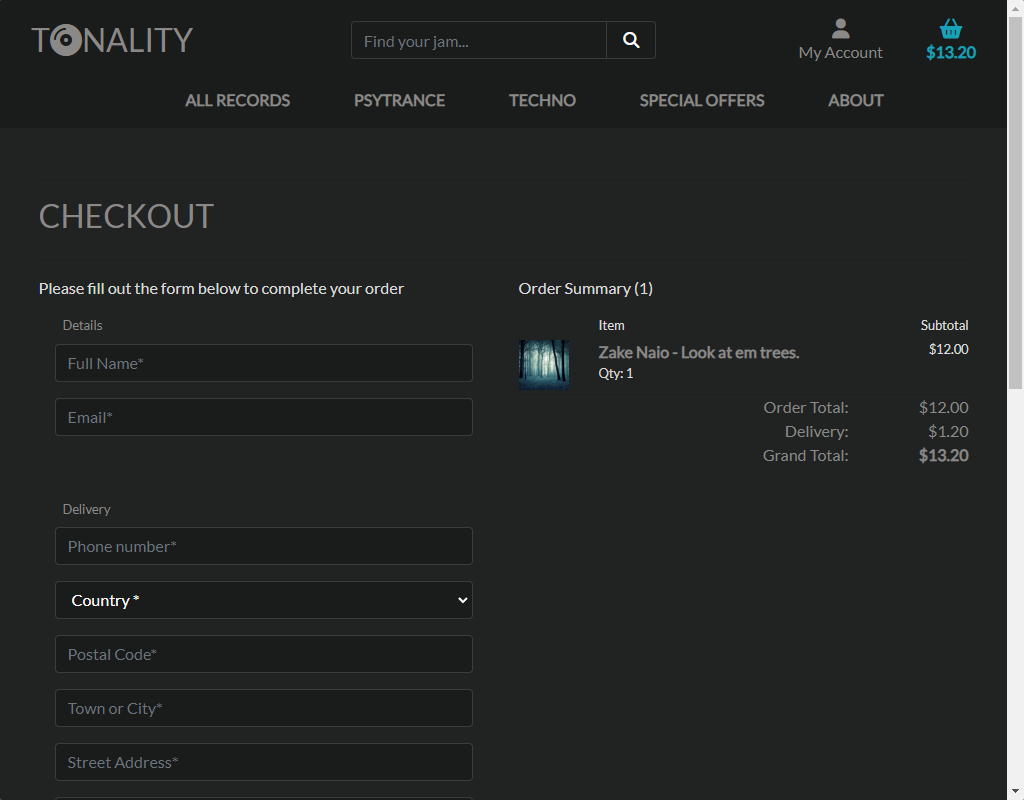 TONALITY
Find your jam...
My Account
$13.20
ALL RECORDS PSYTRANCE TECHNO SPECIAL OFFERS ABOUT
CHECKOUT
Please fill out the form below to complete your order
Details
Full Name*
Email*
Delivery
Phone number*
Country *
Postal Code*
Town or City*
Street Address*
Order Summary (1)
Item Subtotal
Zake Naio - Look at em trees. $12.00
Qty: 1
Order Total: $12.00
Delivery: $1.20
Grand Total: $13.20